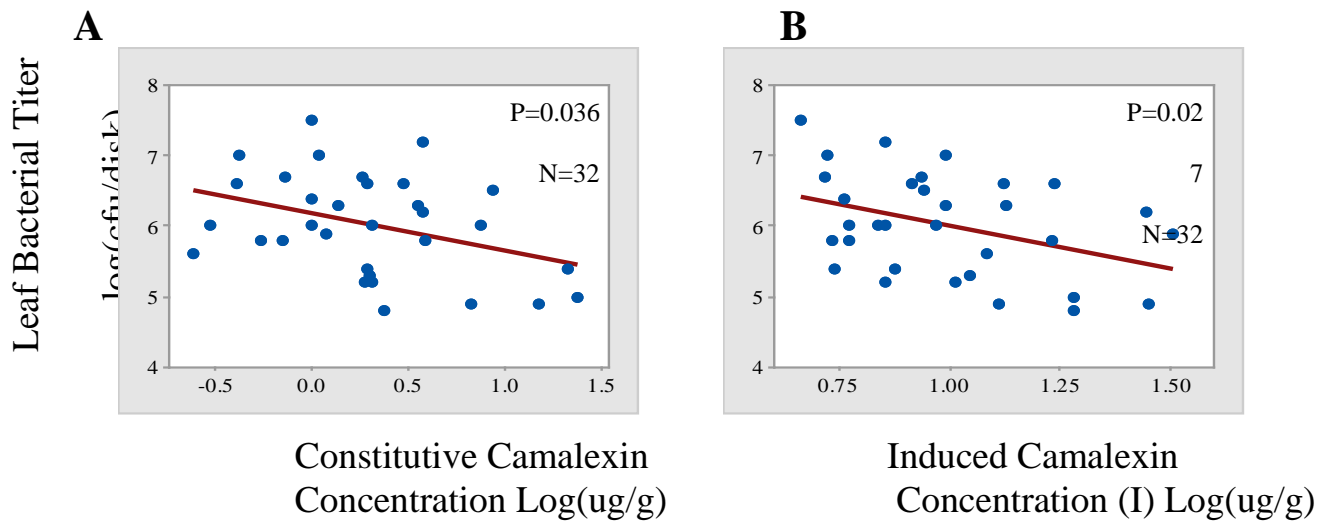 A
B
Leaf Bacterial Titer
log(cfu/disk)
8
7
6
5
4
P=0.036
N=32
-0.5
0.0
0.5
1.0
1.5
Constitutive Camalexin
Concentration Log(ug/g)
8
7
6
5
4
P=0.02
7
N=32
0.75
1.00
1.25
1.50
Induced Camalexin
Concentration (I) Log(ug/g)